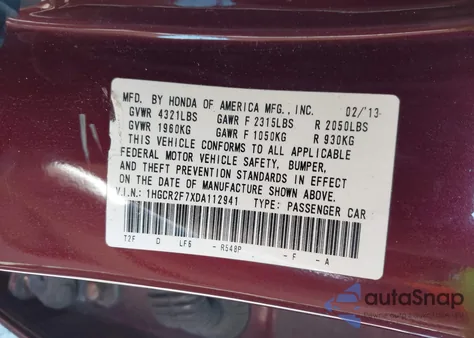 MFD. BY HONDA OF AMERICA MFG., INC. 02/'13
GVWR 4321LBS GAWR F 2315LBS R 2050LBS
GVWR 1960KG GAWR F 1050KG R 930KG
THIS VEHICLE CONFORMS TO ALL APPLICABLE
FEDERAL MOTOR VEHICLE SAFETY, BUMPER,
AND THEFT PREVENTION STANDARDS IN EFFECT
ON THE DATE OF MANUFACTURE SHOWN ABOVE.
V.I.N.: 1HGCR2F7XDA112941 TYPE: PASSENGER CAR
T2F D LF6 - R548P - F - A
autoSnap